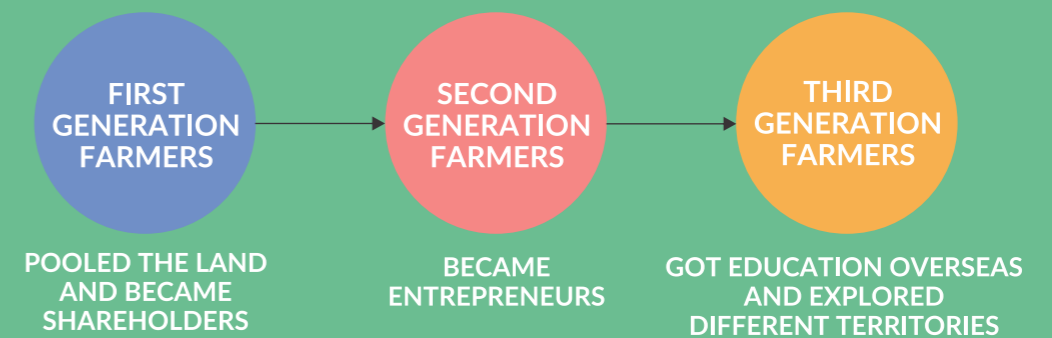 FIRST
GENERATION
FARMERS
POOLED THE LAND
AND BECAME
SHAREHOLDERS
SECOND
GENERATION
FARMERS
BECAME
ENTREPRENEURS
THIRD
GENERATION
FARMERS
GOT EDUCATION OVERSEAS
AND EXPLORED
DIFFERENT TERRITORIES